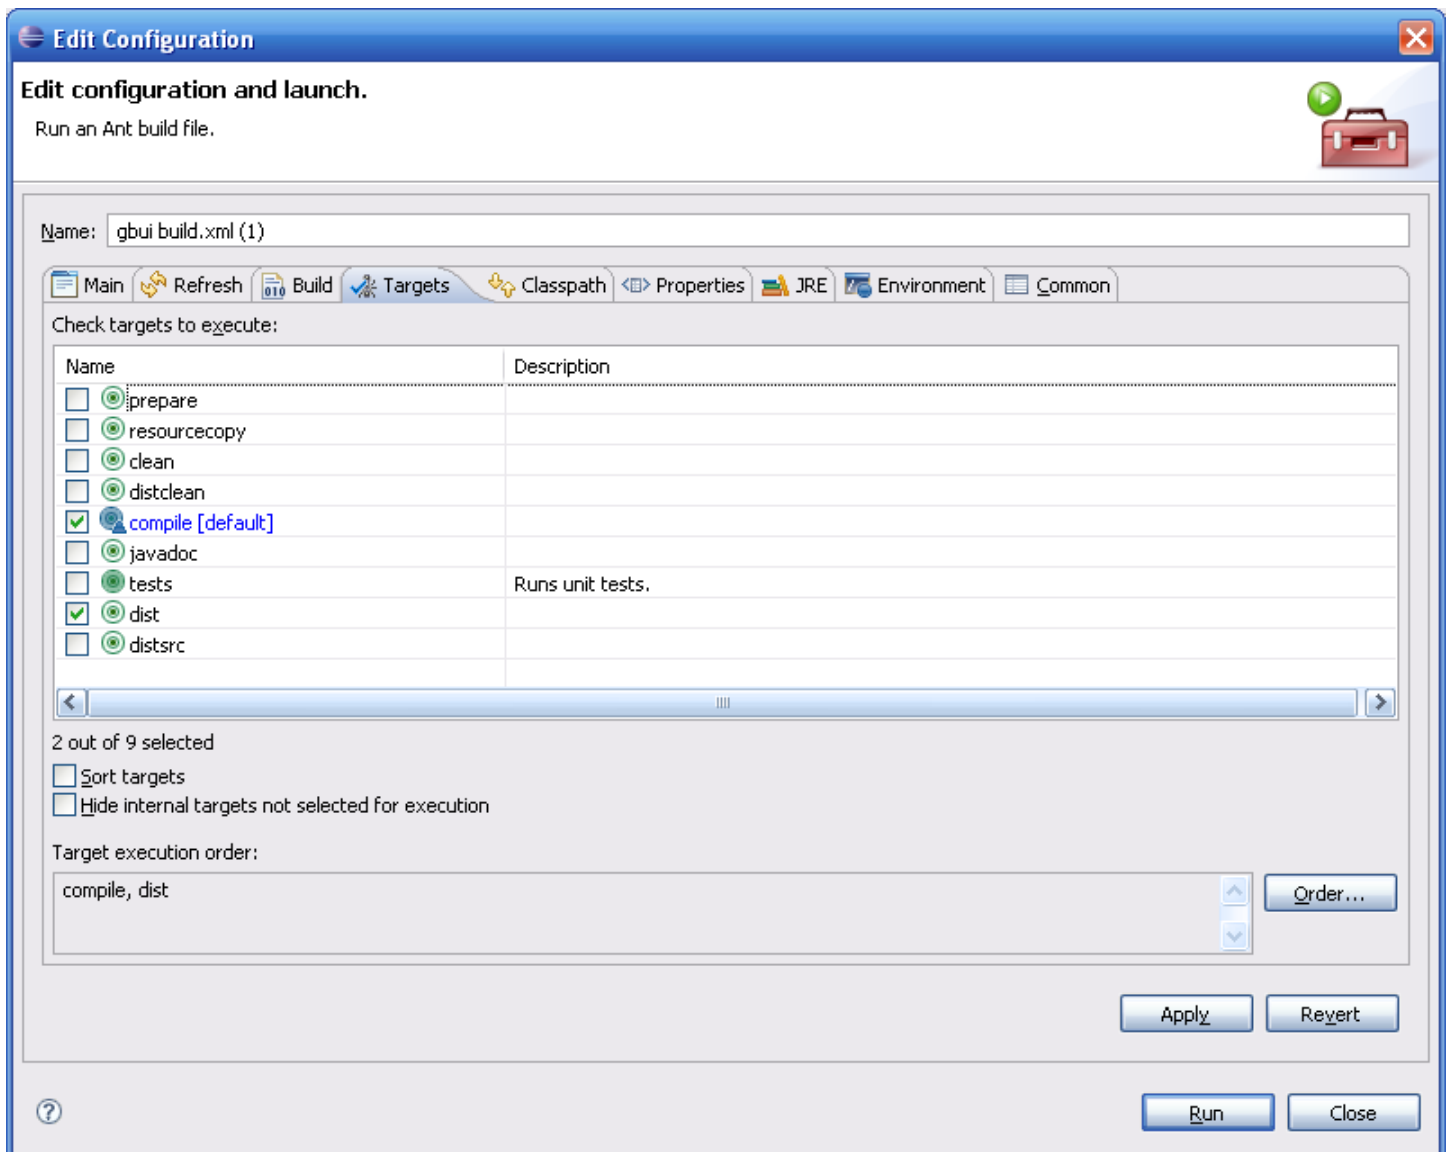 Edit Configuration
Edit configuration and launch.
Run an Ant build file.
Name: gbui build.xml (1)
Main Refresh Build Targets Classpath Properties JRE Environment Common
Check targets to execute:
Name Description
prepare
resourcecopy
clean
distclean
compile [default]
javadoc
tests Runs unit tests.
dist
distsrc
2 out of 9 selected
Sort targets
Hide internal targets not selected for execution
Target execution order:
compile, dist
Order...
Apply Revert
Run Close